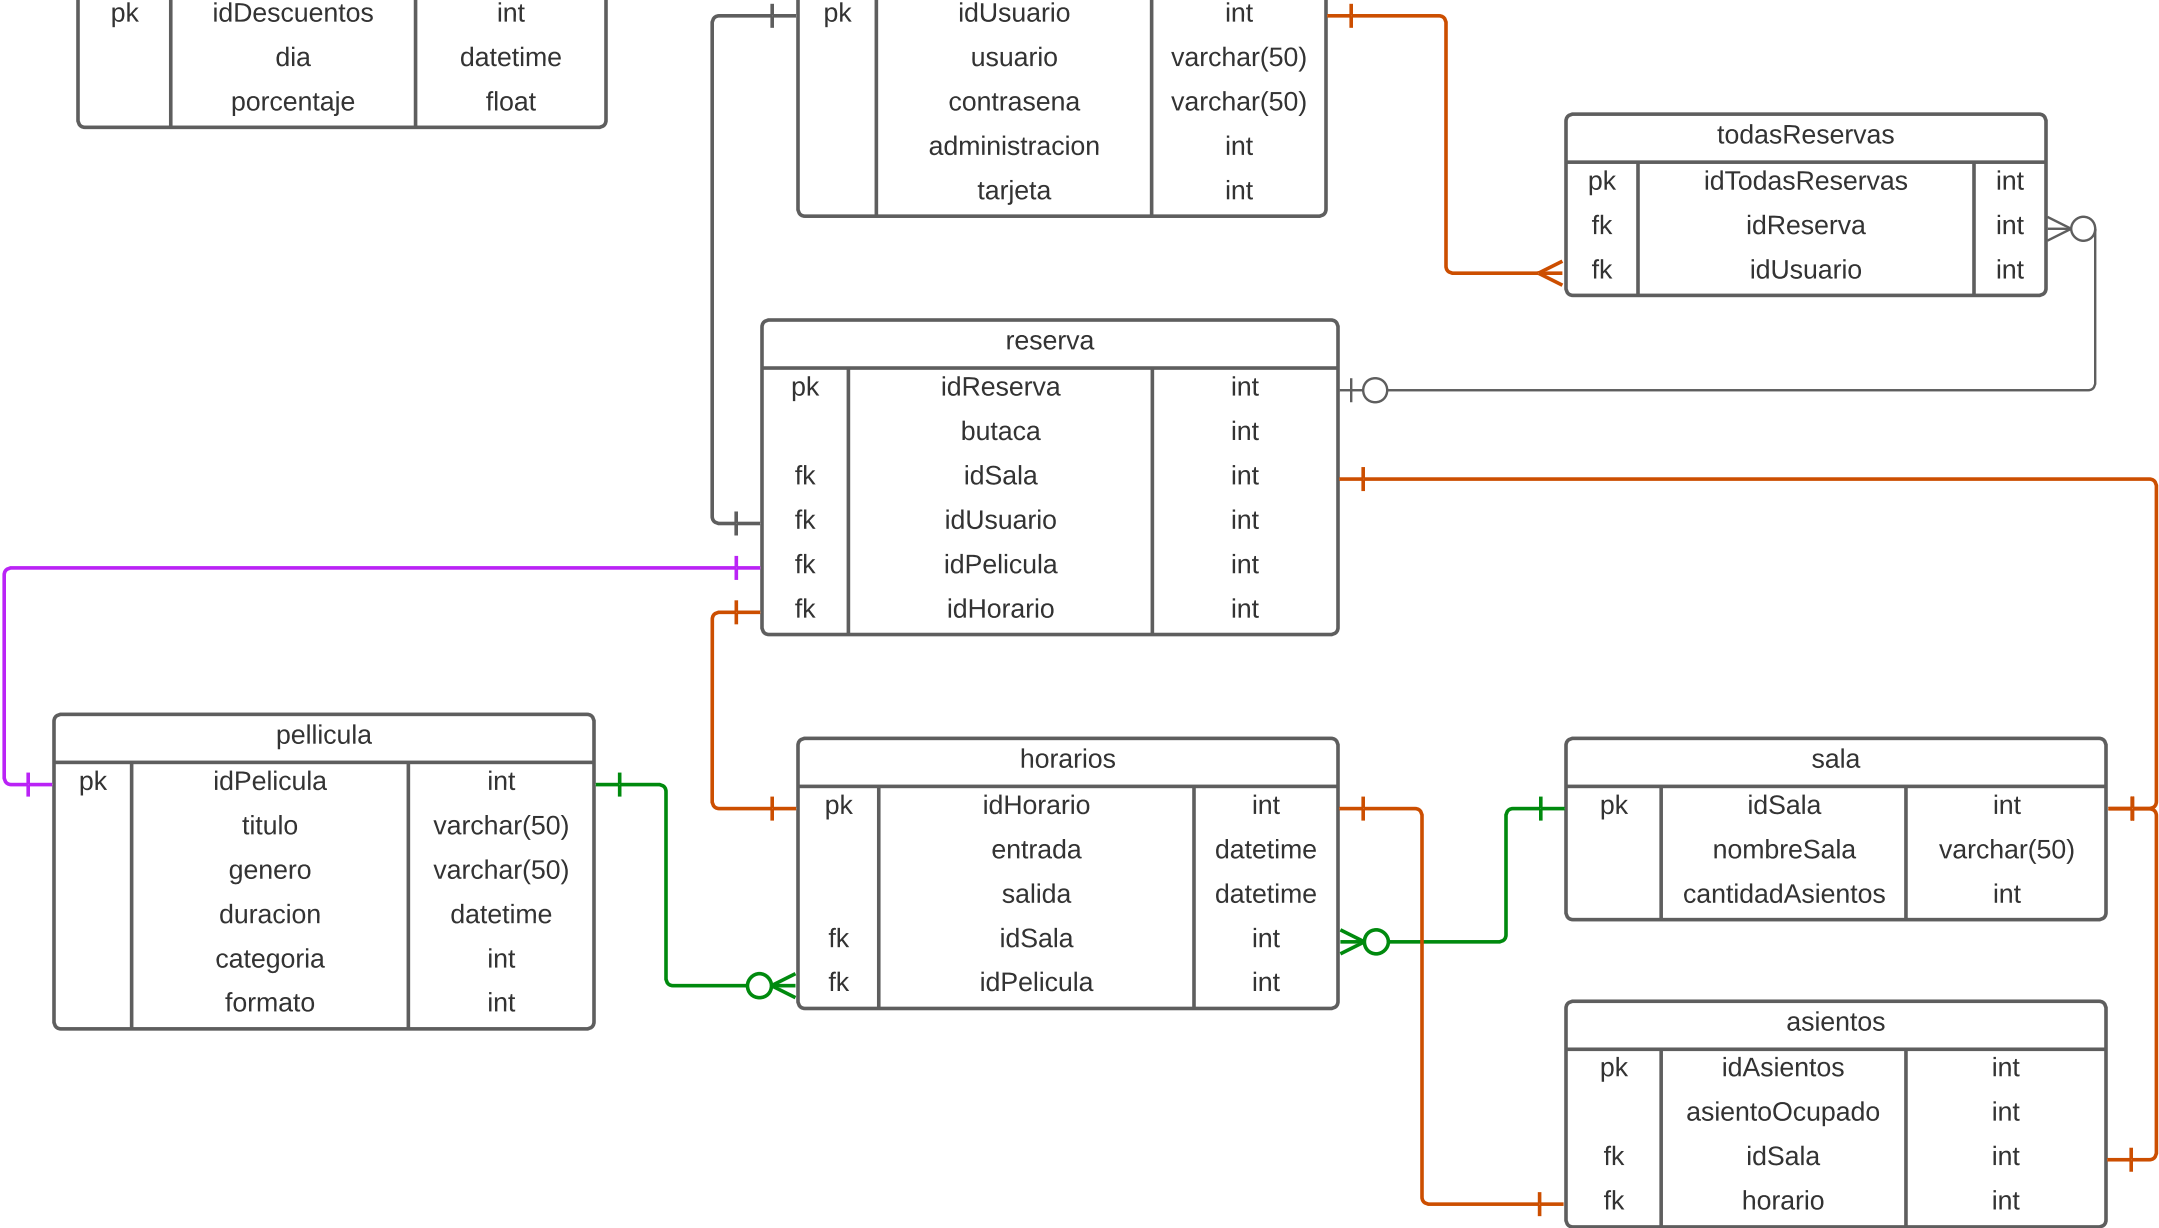 pk idDescuentos int
dia datetime
porcentaje float
pk idUsuario int
usuario varchar(50)
contrasena varchar(50)
administracion int
tarjeta int
todasReservas
pk idTodasReservas int
fk idReserva int
fk idUsuario int
reserva
pk idReserva int
butaca int
fk idSala int
fk idUsuario int
fk idPelicula int
fk idHorario int
pellicula
pk idPelicula int
titulo varchar(50)
genero varchar(50)
duracion datetime
categoria int
formato int
horarios
pk idHorario int
entrada datetime
salida datetime
fk idSala int
fk idPelicula int
sala
pk idSala int
nombreSala varchar(50)
cantidadAsientos int
asientos
pk idAsientos int
asientoOcupado int
fk idSala int
fk horario int